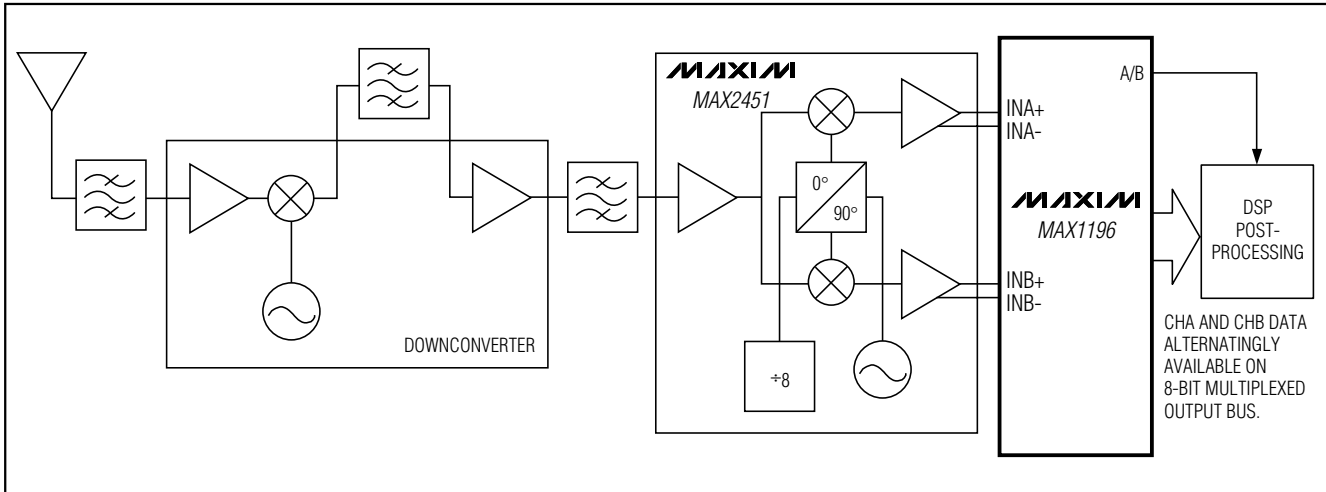 DOWNCONVERTER
MAXIM
MAX2451
0°
90°
÷8
INA+
INA-
INB+
INB-
A/B
MAXIM
MAX1196
DSP
POST-
PROCESSING
CHA AND CHB DATA
ALTERNATINGLY
AVAILABLE ON
8-BIT MULTIPLEXED
OUTPUT BUS.